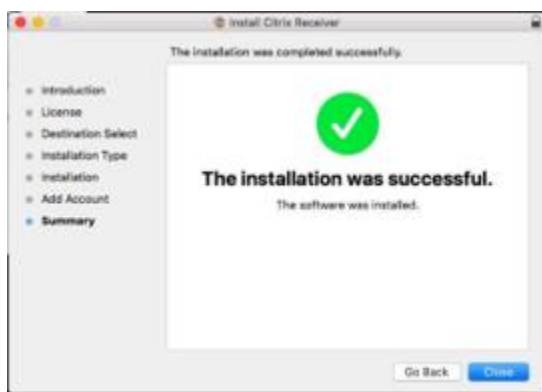 Install Citrix Receiver
The installation was completed successfully.
Introduction
License
Destination Select
Installation Type
Installation
Add Account
Summary
The installation was successful.
The software was installed.
Go Back
Close